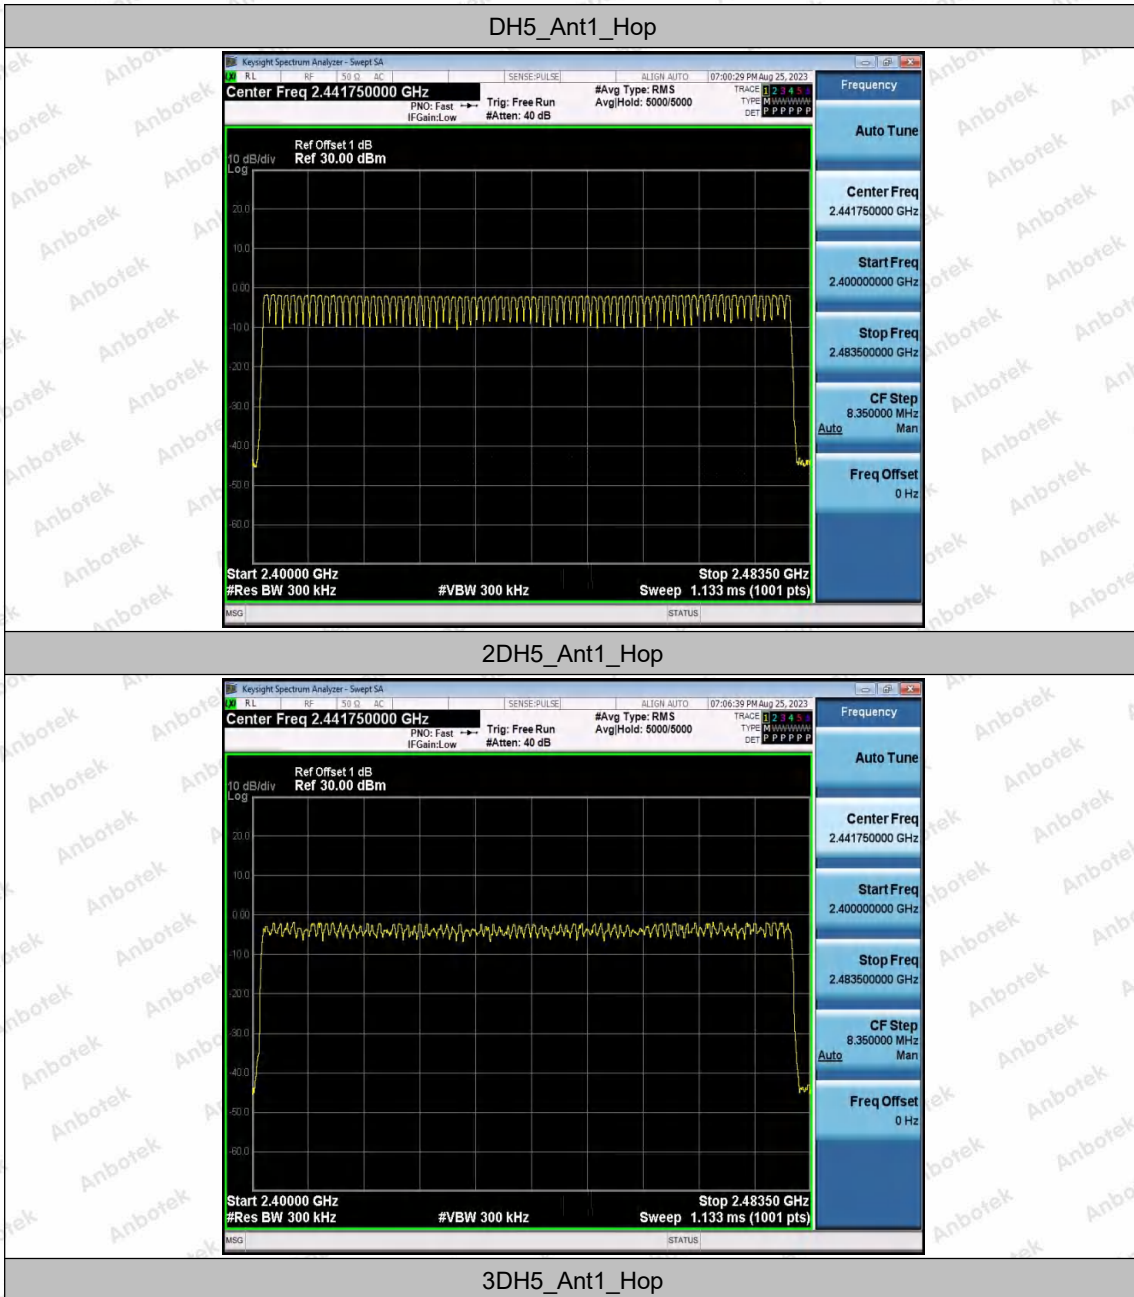 DH5_Ant1_Hop
Keysight Spectrum Analyzer - Swept SA
RL RF 50 Ω AC SENSE:PULSE ALIGN AUTO 07:00:29 PM Aug 25, 2023
Center Freq 2.441750000 GHz
PNO: Fast
IFGain:Low
Trig: Free Run
#Atten: 40 dB
#Avg Type: RMS
Avg|Hold: 5000/5000
TRACE 1 2 3 4 5 6
TYPE M WWWWW
DET P P P P P P
Ref Offset 1 dB
10 dB/div Ref 30.00 dBm
Log
20.0
10.0
0.00
-10.0
-20.0
-30.0
-40.0
-50.0
-60.0
Start 2.40000 GHz Stop 2.48350 GHz
#Res BW 300 kHz #VBW 300 kHz Sweep 1.133 ms (1001 pts)
MSG STATUS
Frequency
Auto Tune
Center Freq
2.441750000 GHz
Start Freq
2.400000000 GHz
Stop Freq
2.483500000 GHz
CF Step
8.350000 MHz
Auto Man
Freq Offset
0 Hz
2DH5_Ant1_Hop
Keysight Spectrum Analyzer - Swept SA
RL RF 50 Ω AC SENSE:PULSE ALIGN AUTO 07:06:39 PM Aug 25, 2023
Center Freq 2.441750000 GHz
PNO: Fast
IFGain:Low
Trig: Free Run
#Atten: 40 dB
#Avg Type: RMS
Avg|Hold: 5000/5000
TRACE 1 2 3 4 5 6
TYPE M WWWWW
DET P P P P P P
Ref Offset 1 dB
10 dB/div Ref 30.00 dBm
Log
20.0
10.0
0.00
-10.0
-20.0
-30.0
-40.0
-50.0
-60.0
Start 2.40000 GHz Stop 2.48350 GHz
#Res BW 300 kHz #VBW 300 kHz Sweep 1.133 ms (1001 pts)
MSG STATUS
Frequency
Auto Tune
Center Freq
2.441750000 GHz
Start Freq
2.400000000 GHz
Stop Freq
2.483500000 GHz
CF Step
8.350000 MHz
Auto Man
Freq Offset
0 Hz
3DH5_Ant1_Hop
Anbotek